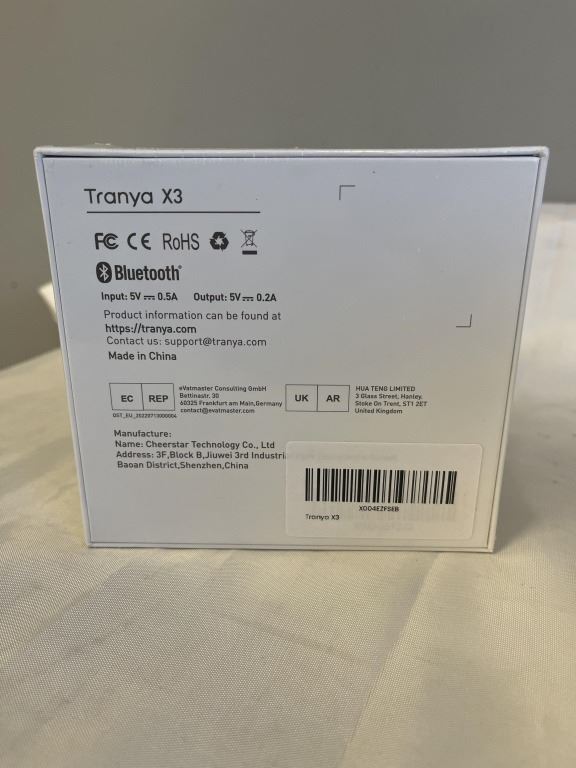 Tranya X3
FC CE RoHS
Bluetooth®
Input: 5V⎓0.5A Output: 5V⎓0.2A
Product information can be found at
https://tranya.com
Contact us: support@tranya.com
Made in China
EC REP
eVatmaster Consulting GmbH
Bettinastr. 30
60325 Frankfurt am Main,Germany
contact@evatmaster.com
OST_EU_20220713000004
UK AR
HUA TENG LIMITED
3 Glass Street, Hanley,
Stoke On Trent, ST1 2ET
United Kingdom
Manufacture:
Name: Cheerstar Technology Co., Ltd
Address: 3F,Block B,Jiuwei 3rd Industri
Baoan District,Shenzhen,China
X004EZFSEB
Tranya X3